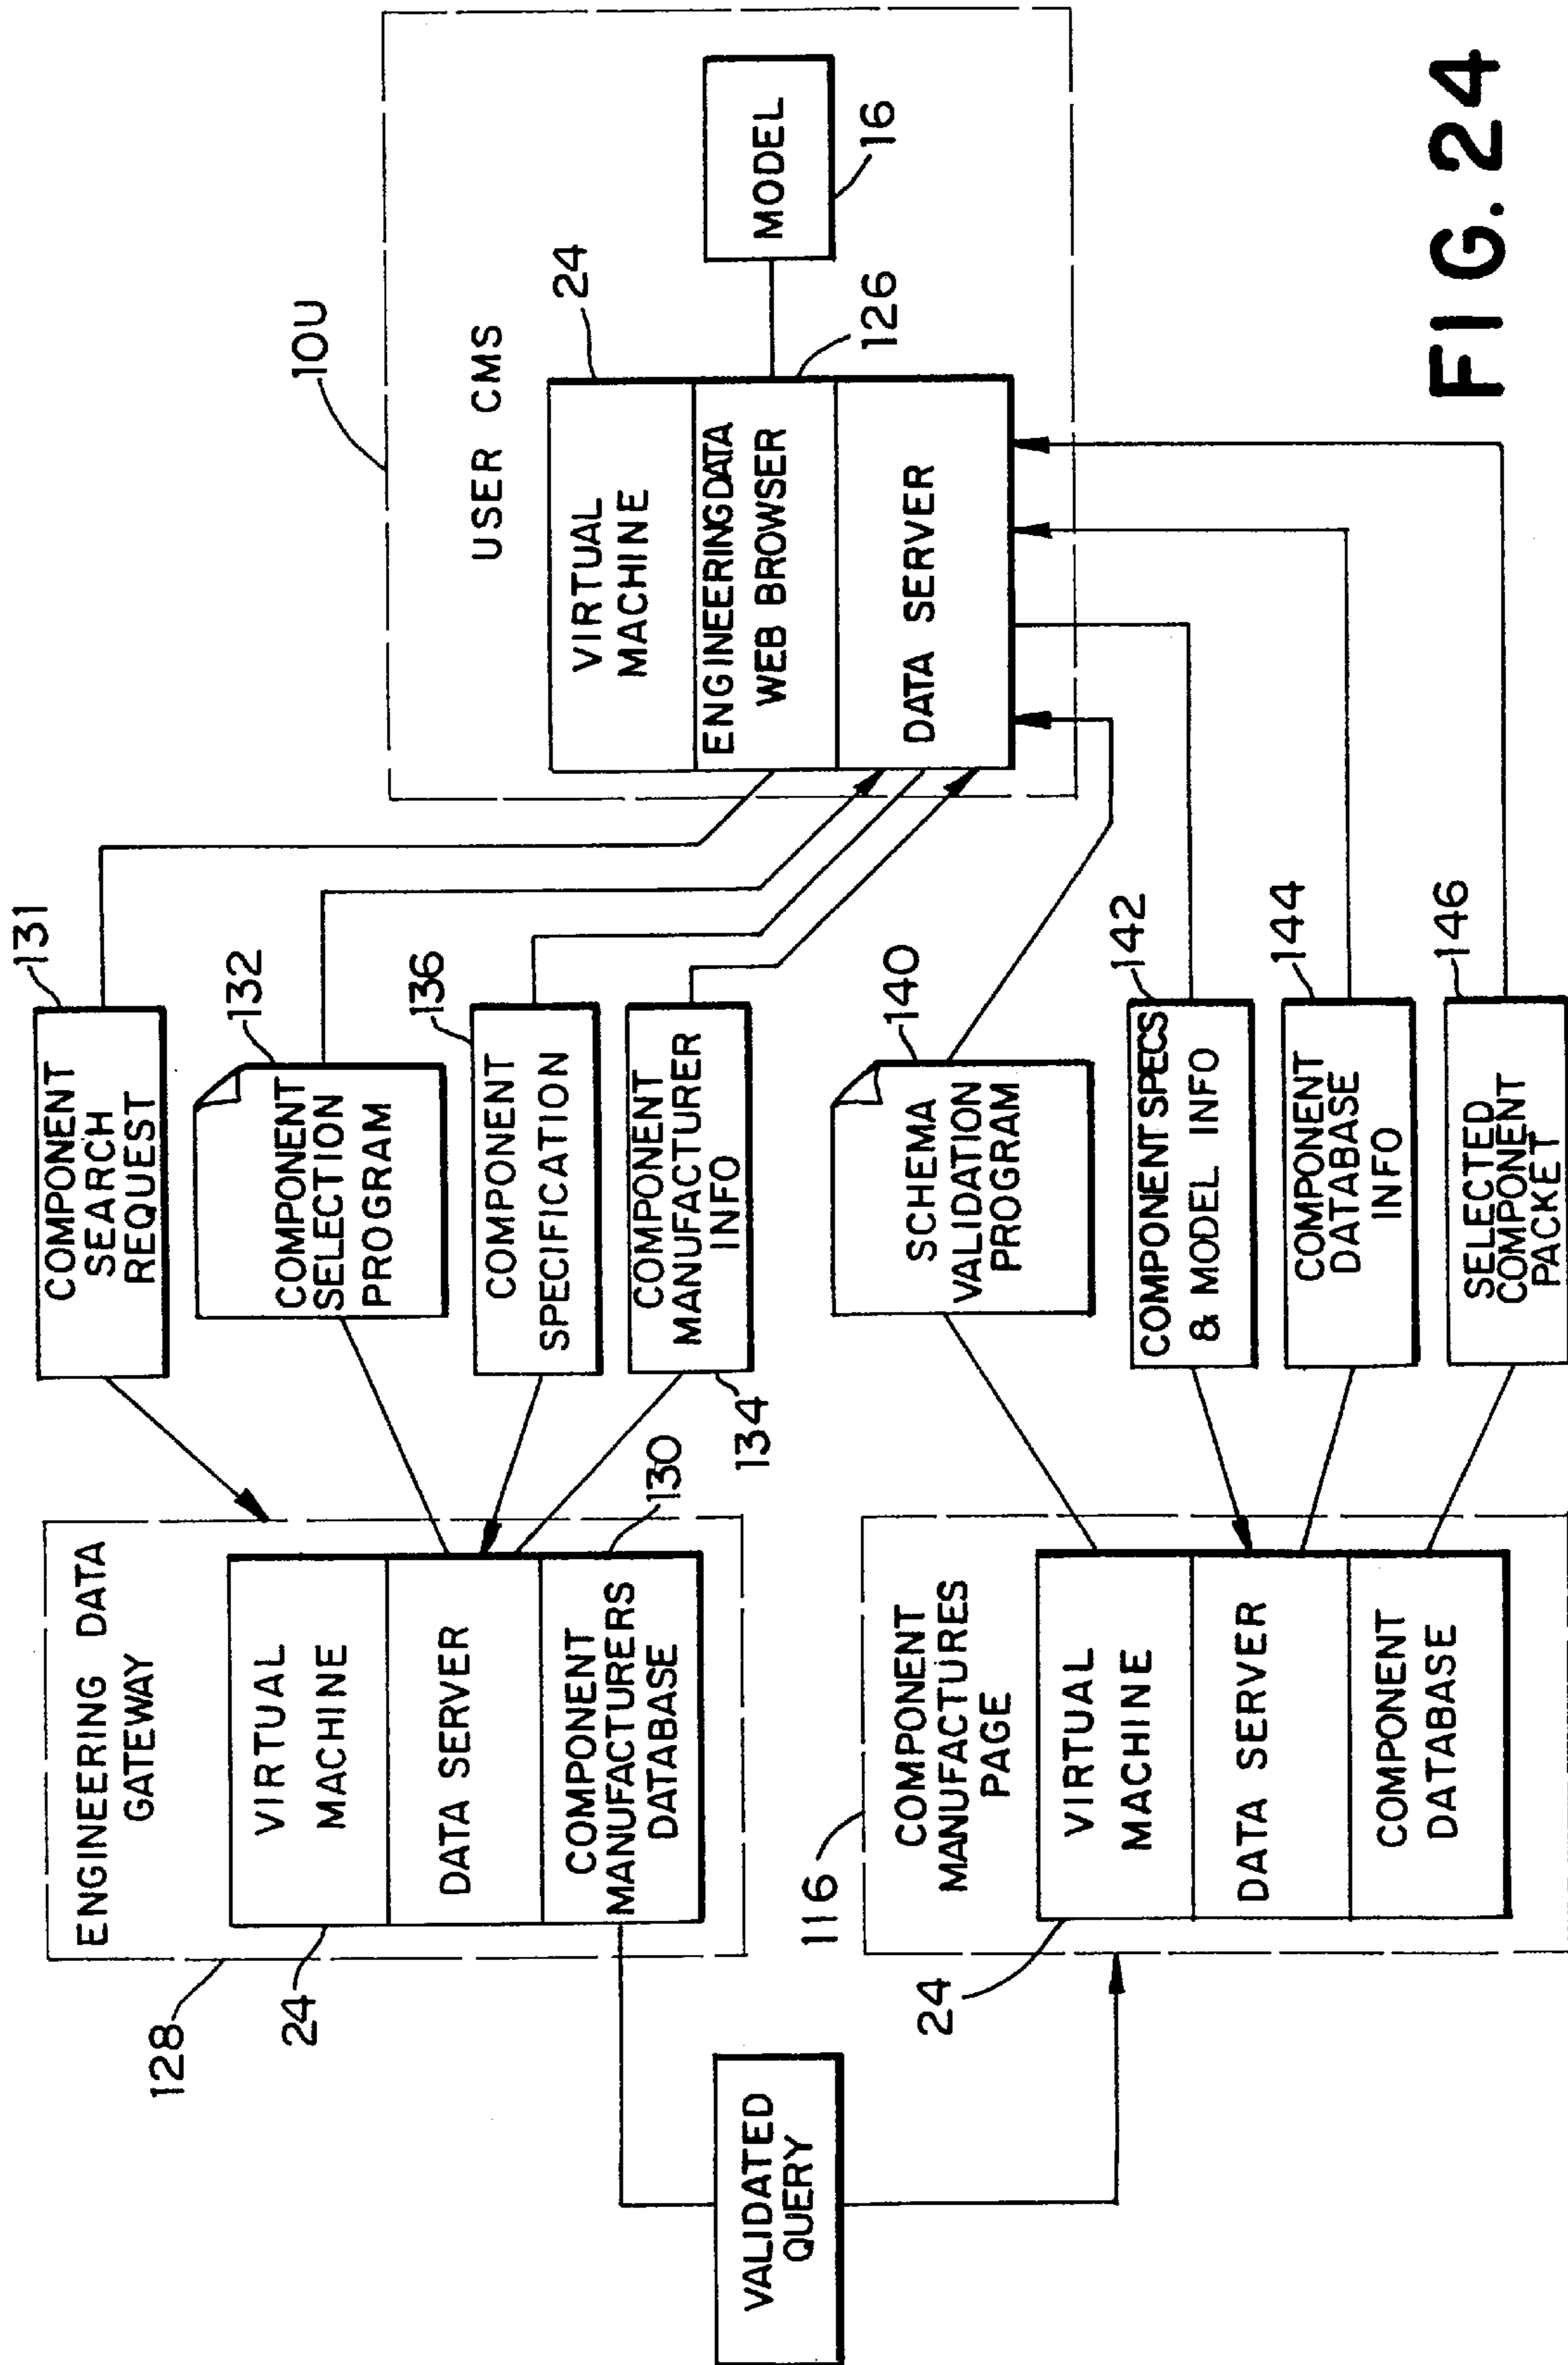 ENGINEERING DATA
GATEWAY
128
24
VIRTUAL
MACHINE
DATA SERVER
COMPONENT
MANUFACTURERS
DATABASE
130
VALIDATED
QUERY
116
COMPONENT
MANUFACTURES
PAGE
24
VIRTUAL
MACHINE
DATA SERVER
COMPONENT
DATABASE
COMPONENT
SEARCH
REQUEST
131
COMPONENT
SELECTION
PROGRAM
132
COMPONENT
SPECIFICATION
136
COMPONENT
MANUFACTURER
INFO
134
SCHEMA
VALIDATION
PROGRAM
140
COMPONENT SPECS
& MODEL INFO
142
COMPONENT
DATABASE
INFO
144
SELECTED
COMPONENT
PACKET
146
10U
USER CMS
24
VIRTUAL
MACHINE
ENGINEERING DATA
WEB BROWSER
126
DATA SERVER
MODEL
16
FIG. 24